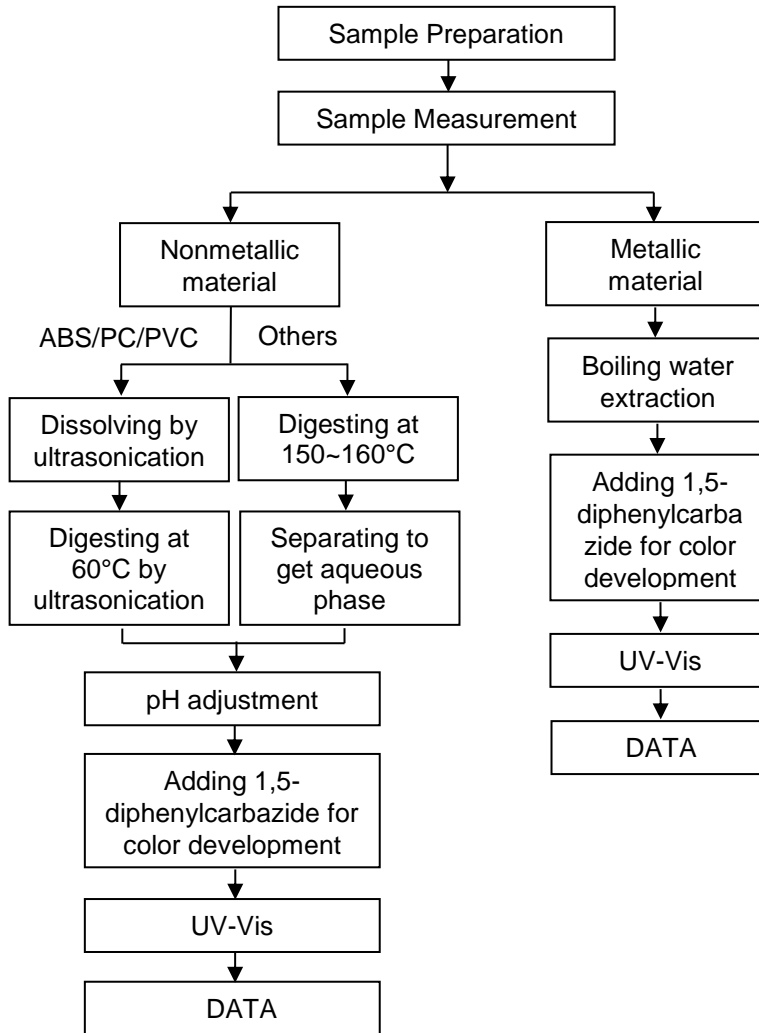 Sample Preparation
Sample Measurement
Nonmetallic
material
ABS/PC/PVC
Others
Dissolving by
ultrasonication
Digesting at
150~160°C
Digesting at
60°C by
ultrasonication
Separating to
get aqueous
phase
pH adjustment
Adding 1,5-
diphenylcarbazide for
color development
UV-Vis
DATA
Metallic
material
Boiling water
extraction
Adding 1,5-
diphenylcarba
zide for color
development
UV-Vis
DATA